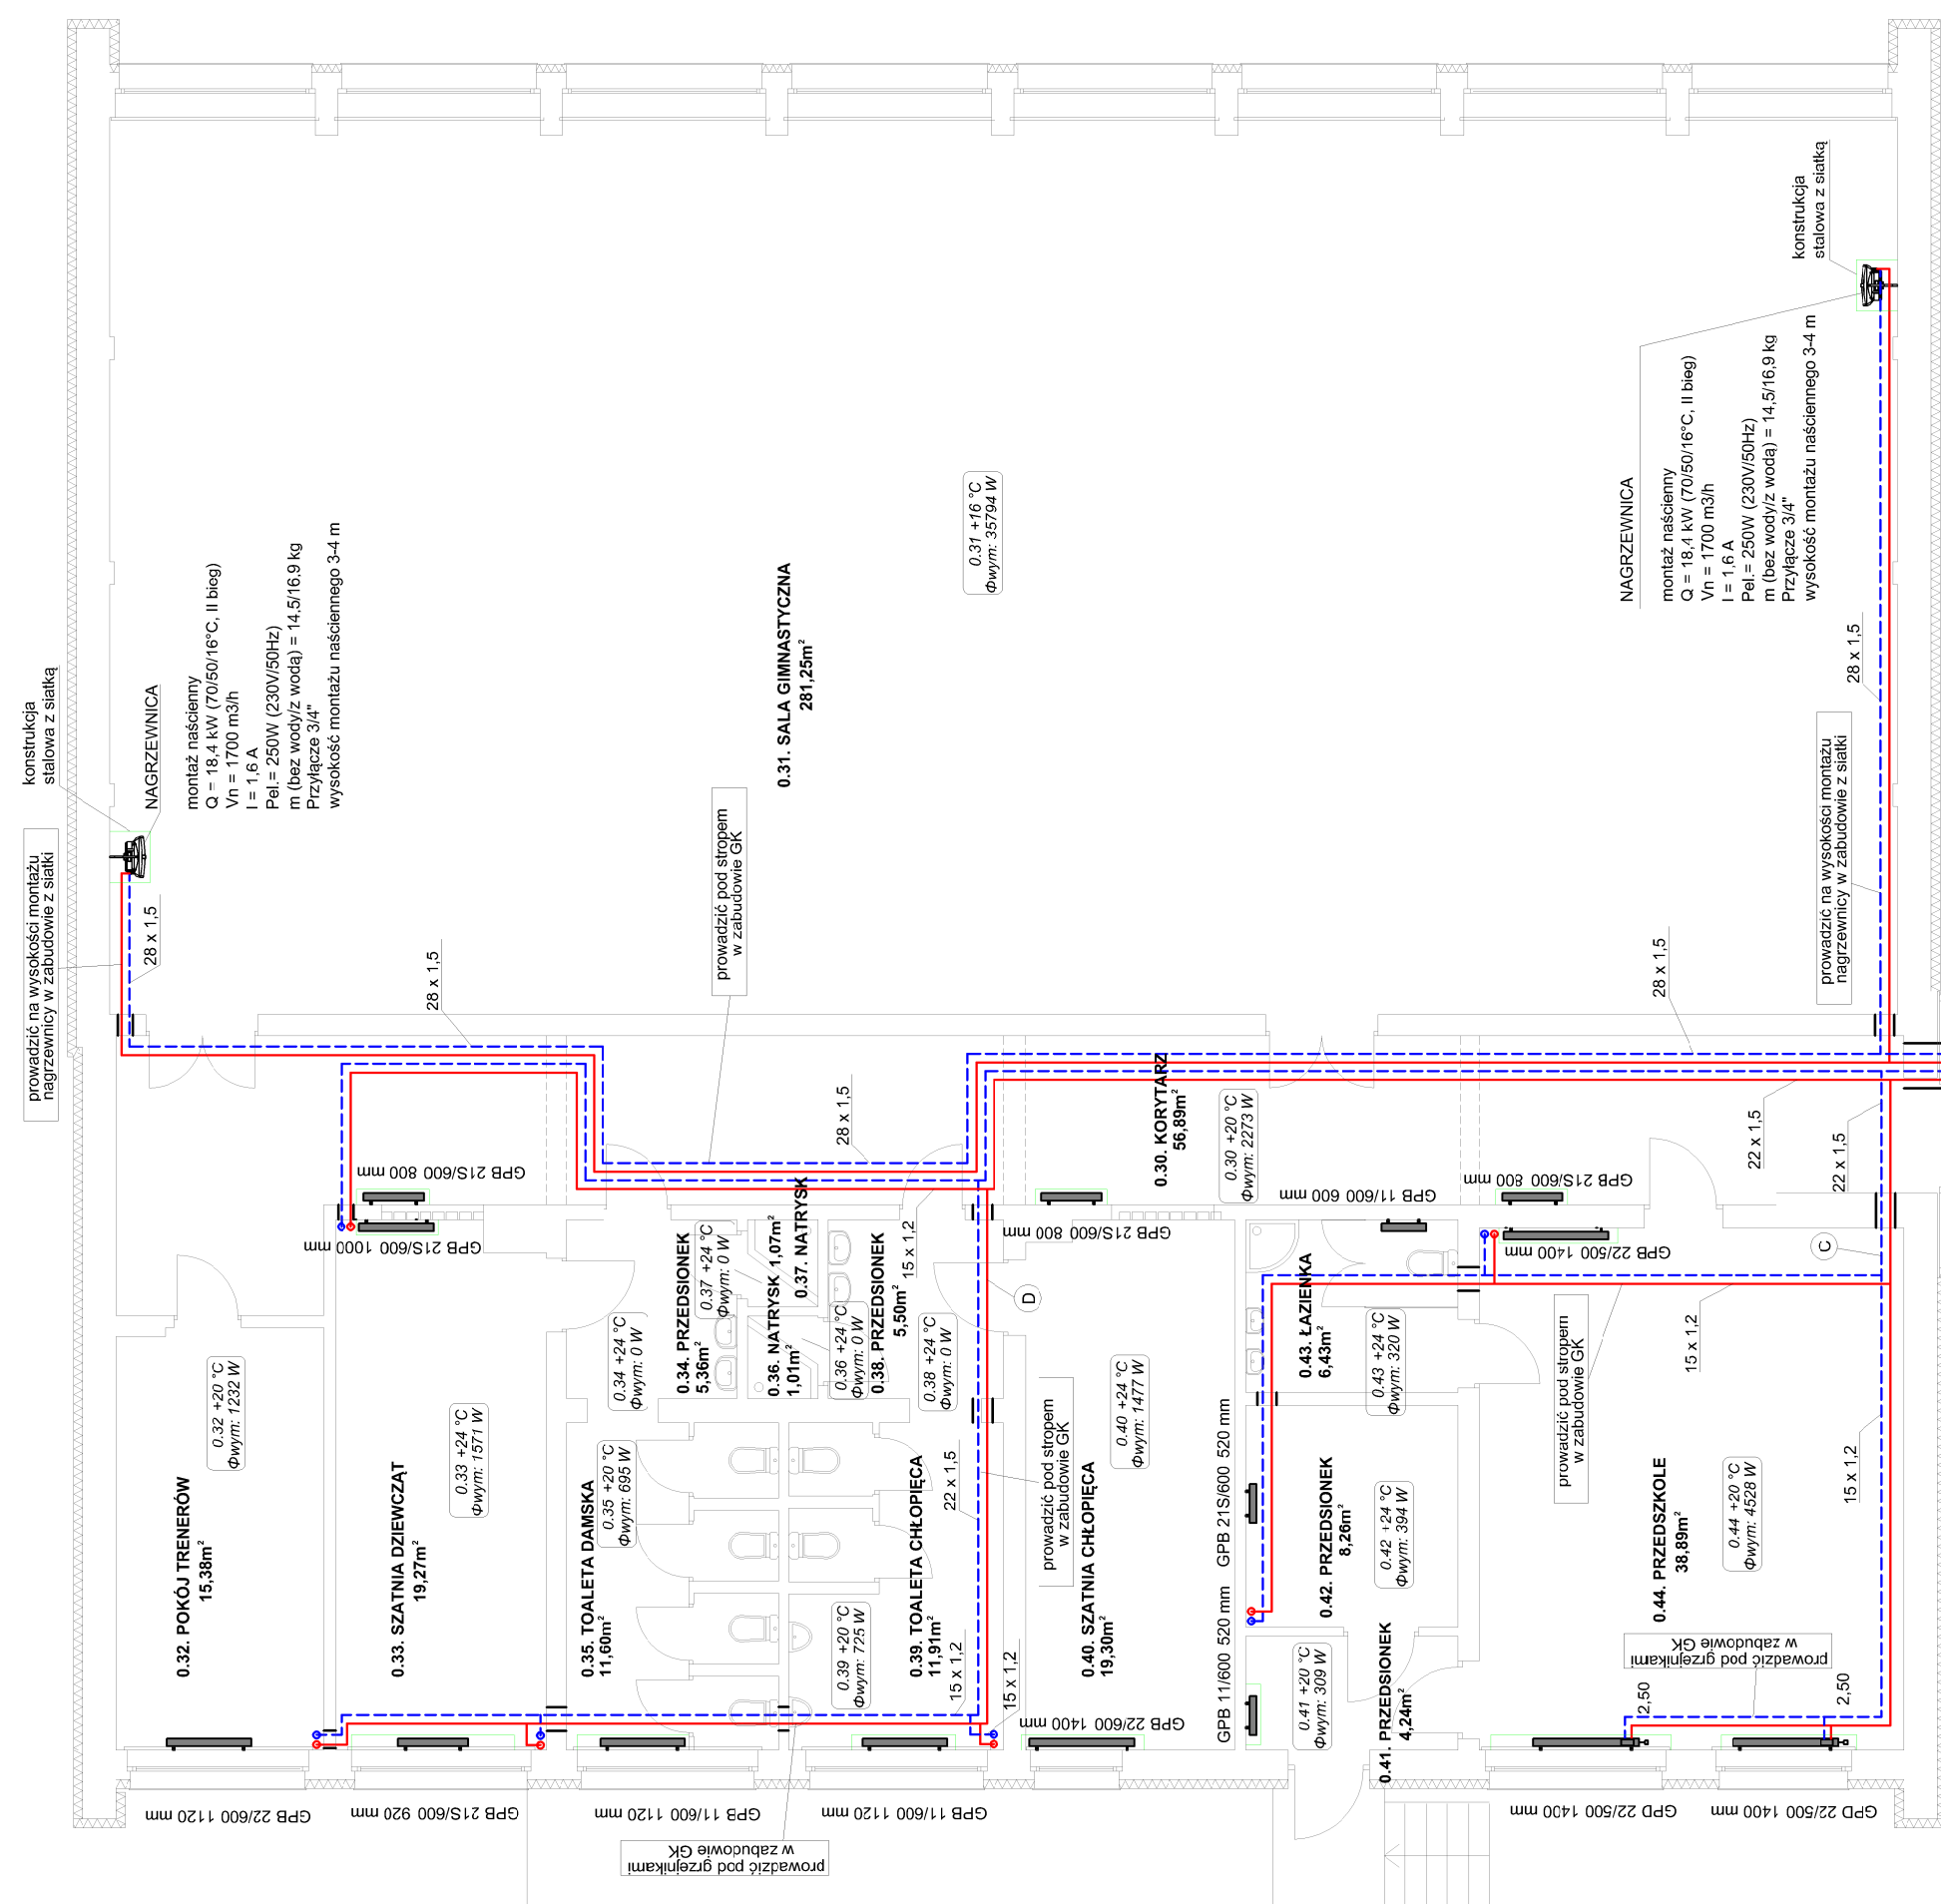 konstrukcja
stalowa z siatką
NAGRZEWNICA
montaż naścienny
Q = 18,4 kW (70/50/16°C, II bieg)
Vn = 1700 m3/h
I = 1,6 A
Pel.= 250W (230V/50Hz)
m (bez wody/z wodą) = 14,5/16,9 kg
Przyłącze 3/4"
wysokość montażu naściennego 3-4 m
prowadzić na wysokości montażu
nagrzewnicy w zabudowie z siatki
28 x 1,5
28 x 1,5
prowadzić pod stropem
w zabudowie GK
28 x 1,5
0.31. SALA GIMNASTYCZNA
281,25m²
0.31 +16 °C
Φwym: 35794 W
konstrukcja
stalowa z siatką
NAGRZEWNICA
montaż naścienny
Q = 18,4 kW (70/50/16°C, II bieg)
Vn = 1700 m3/h
I = 1,6 A
Pel.= 250W (230V/50Hz)
m (bez wody/z wodą) = 14,5/16,9 kg
Przyłącze 3/4"
wysokość montażu naściennego 3-4 m
28 x 1,5
prowadzić na wysokości montażu
nagrzewnicy w zabudowie z siatki
28 x 1,5
0.30. KORYTARZ
56,89m²
0.30 +20 °C
Φwym: 2273 W
22 x 1,5
22 x 1,5
GPB 21S/600 800 mm
GPB 21S/600 1000 mm
GPB 21S/600 800 mm
GPB 11/600 600 mm
GPB 21S/600 800 mm
GPB 22/500 1400 mm
C
D
15 x 1,2
0.32. POKÓJ TRENERÓW
15,38m²
0.32 +20 °C
Φwym: 1232 W
0.33. SZATNIA DZIEWCZĄT
19,27m²
0.33 +24 °C
Φwym: 1571 W
0.34. PRZEDSIONEK
5,36m²
0.34 +24 °C
Φwym: 0 W
0.35. TOALETA DAMSKA
11,60m²
0.35 +20 °C
Φwym: 695 W
0.36. NATRYSK
1,01m²
0.36 +24 °C
Φwym: 0 W
0.37. NATRYSK
1,07m²
0.37 +24 °C
Φwym: 0 W
0.38. PRZEDSIONEK
5,50m²
0.38 +24 °C
Φwym: 0 W
0.39. TOALETA CHŁOPIĘCA
11,91m²
0.39 +20 °C
Φwym: 725 W
22 x 1,5
15 x 1,2
15 x 1,2
prowadzić pod stropem
w zabudowie GK
0.40. SZATNIA CHŁOPIĘCA
19,30m²
0.40 +24 °C
Φwym: 1477 W
GPB 11/600 520 mm
GPB 21S/600 520 mm
0.41. PRZEDSIONEK
4,24m²
0.41 +20 °C
Φwym: 309 W
0.42. PRZEDSIONEK
8,26m²
0.42 +24 °C
Φwym: 394 W
0.43. ŁAZIENKA
6,43m²
0.43 +24 °C
Φwym: 320 W
0.44. PRZEDSZKOLE
38,89m²
0.44 +20 °C
Φwym: 4528 W
prowadzić pod stropem
w zabudowie GK
15 x 1,2
15 x 1,2
prowadzić pod grzejnikami
w zabudowie GK
2,50
2,50
GPB 22/600 1120 mm
GPB 21S/600 920 mm
GPB 11/600 1120 mm
GPB 11/600 1120 mm
GPB 22/600 1400 mm
GPD 22/500 1400 mm
GPD 22/500 1400 mm
prowadzić pod grzejnikami
w zabudowie GK